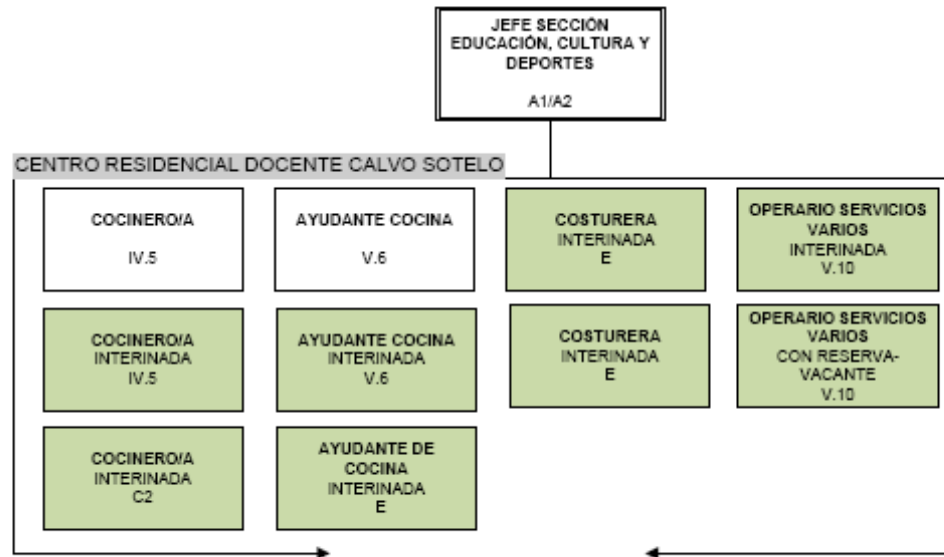 JEFE SECCIÓN
EDUCACIÓN, CULTURA Y
DEPORTES
A1/A2
CENTRO RESIDENCIAL DOCENTE CALVO SOTELO
COCINERO/A
IV.5
AYUDANTE COCINA
V.6
COSTURERA
INTERINADA
E
OPERARIO SERVICIOS
VARIOS
INTERINADA
V.10
COCINERO/A
INTERINADA
IV.5
AYUDANTE COCINA
INTERINADA
V.6
COSTURERA
INTERINADA
E
OPERARIO SERVICIOS
VARIOS
CON RESERVA-
VACANTE
V.10
COCINERO/A
INTERINADA
C2
AYUDANTE DE
COCINA
INTERINADA
E